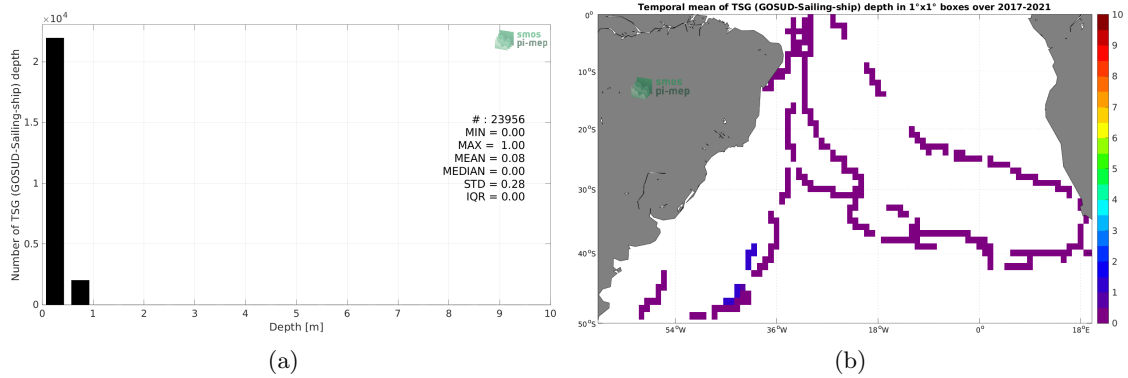 ×10⁴
2
1.5
1
0.5
0
Number of TSG (GOSUD-Sailing-ship) depth
smos
pi-mep
# : 23956
MIN = 0.00
MAX = 1.00
MEAN = 0.08
MEDIAN = 0.00
STD = 0.28
IQR = 0.00
0 1 2 3 4 5 6 7 8 9 10
Depth [m]
(a)
Temporal mean of TSG (GOSUD-Sailing-ship) depth in 1°x1° boxes over 2017-2021
0°
10°S
20°S
30°S
40°S
50°S
smos
pi-mep
54°W 36°W 18°W 0° 18°E
10
9
8
7
6
5
4
3
2
1
0
(b)